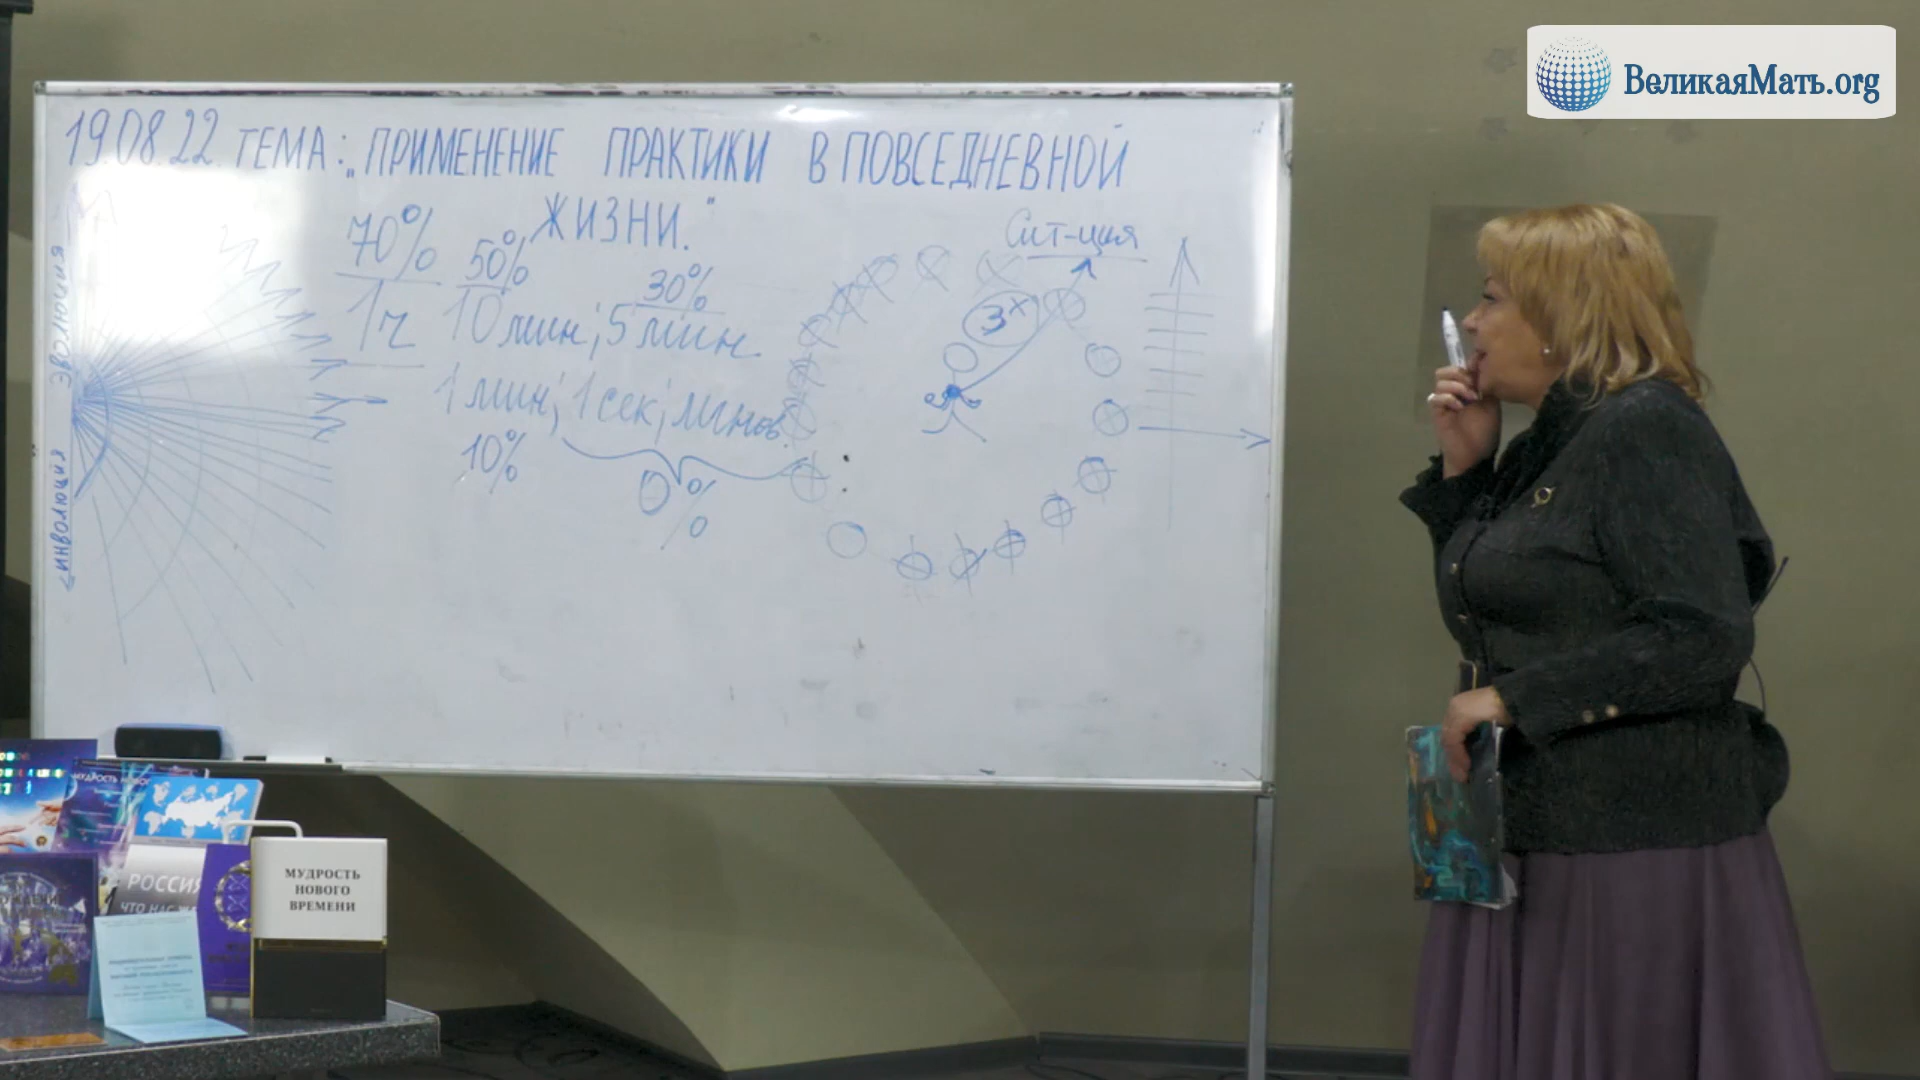 ВеликаяМать.org
19.08.22 ТЕМА: „ПРИМЕНЕНИЕ ПРАКТИКИ В ПОВСЕДНЕВНОЙ
ЖИЗНИ."
70% 50% 30%
1ч 10 мин; 5 мин.
1 мин; 1 сек;
10% 0%
Сит-ция
3х
ЭВОЛЮЦИЯ
ИНВОЛЮЦИЯ
МУДРОСТЬ
РОССИЯ
МУДРОСТЬ
НОВОГО
ВРЕМЕНИ